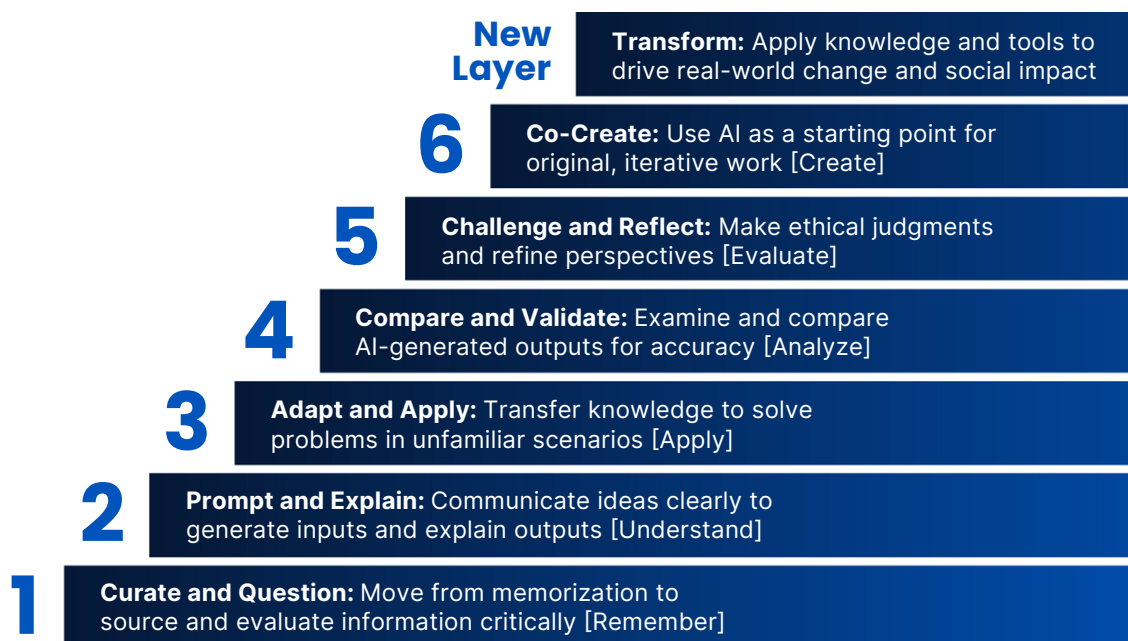 New
Layer
Transform: Apply knowledge and tools to
drive real-world change and social impact
6
Co-Create: Use AI as a starting point for
original, iterative work [Create]
5
Challenge and Reflect: Make ethical judgments
and refine perspectives [Evaluate]
4
Compare and Validate: Examine and compare
AI-generated outputs for accuracy [Analyze]
3
Adapt and Apply: Transfer knowledge to solve
problems in unfamiliar scenarios [Apply]
2
Prompt and Explain: Communicate ideas clearly to
generate inputs and explain outputs [Understand]
1
Curate and Question: Move from memorization to
source and evaluate information critically [Remember]